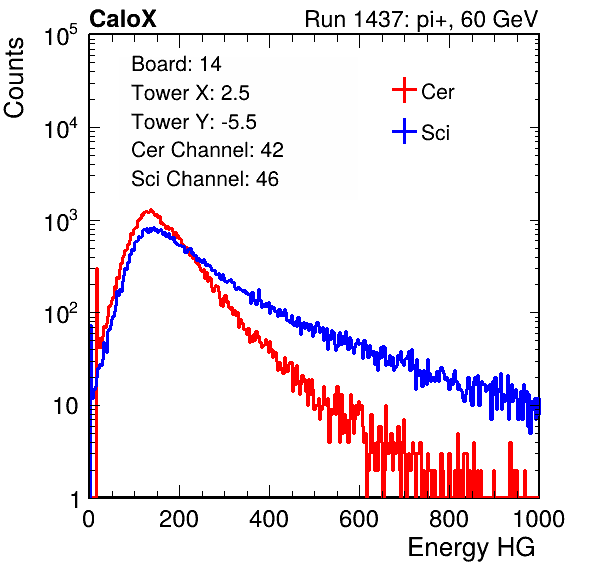 CaloX Run 1437: pi+, 60 GeV
Counts
10^5
10^4
10^3
10^2
10
1
Board: 14
Tower X: 2.5
Tower Y: -5.5
Cer Channel: 42
Sci Channel: 46
Cer
Sci
0 200 400 600 800 1000
Energy HG